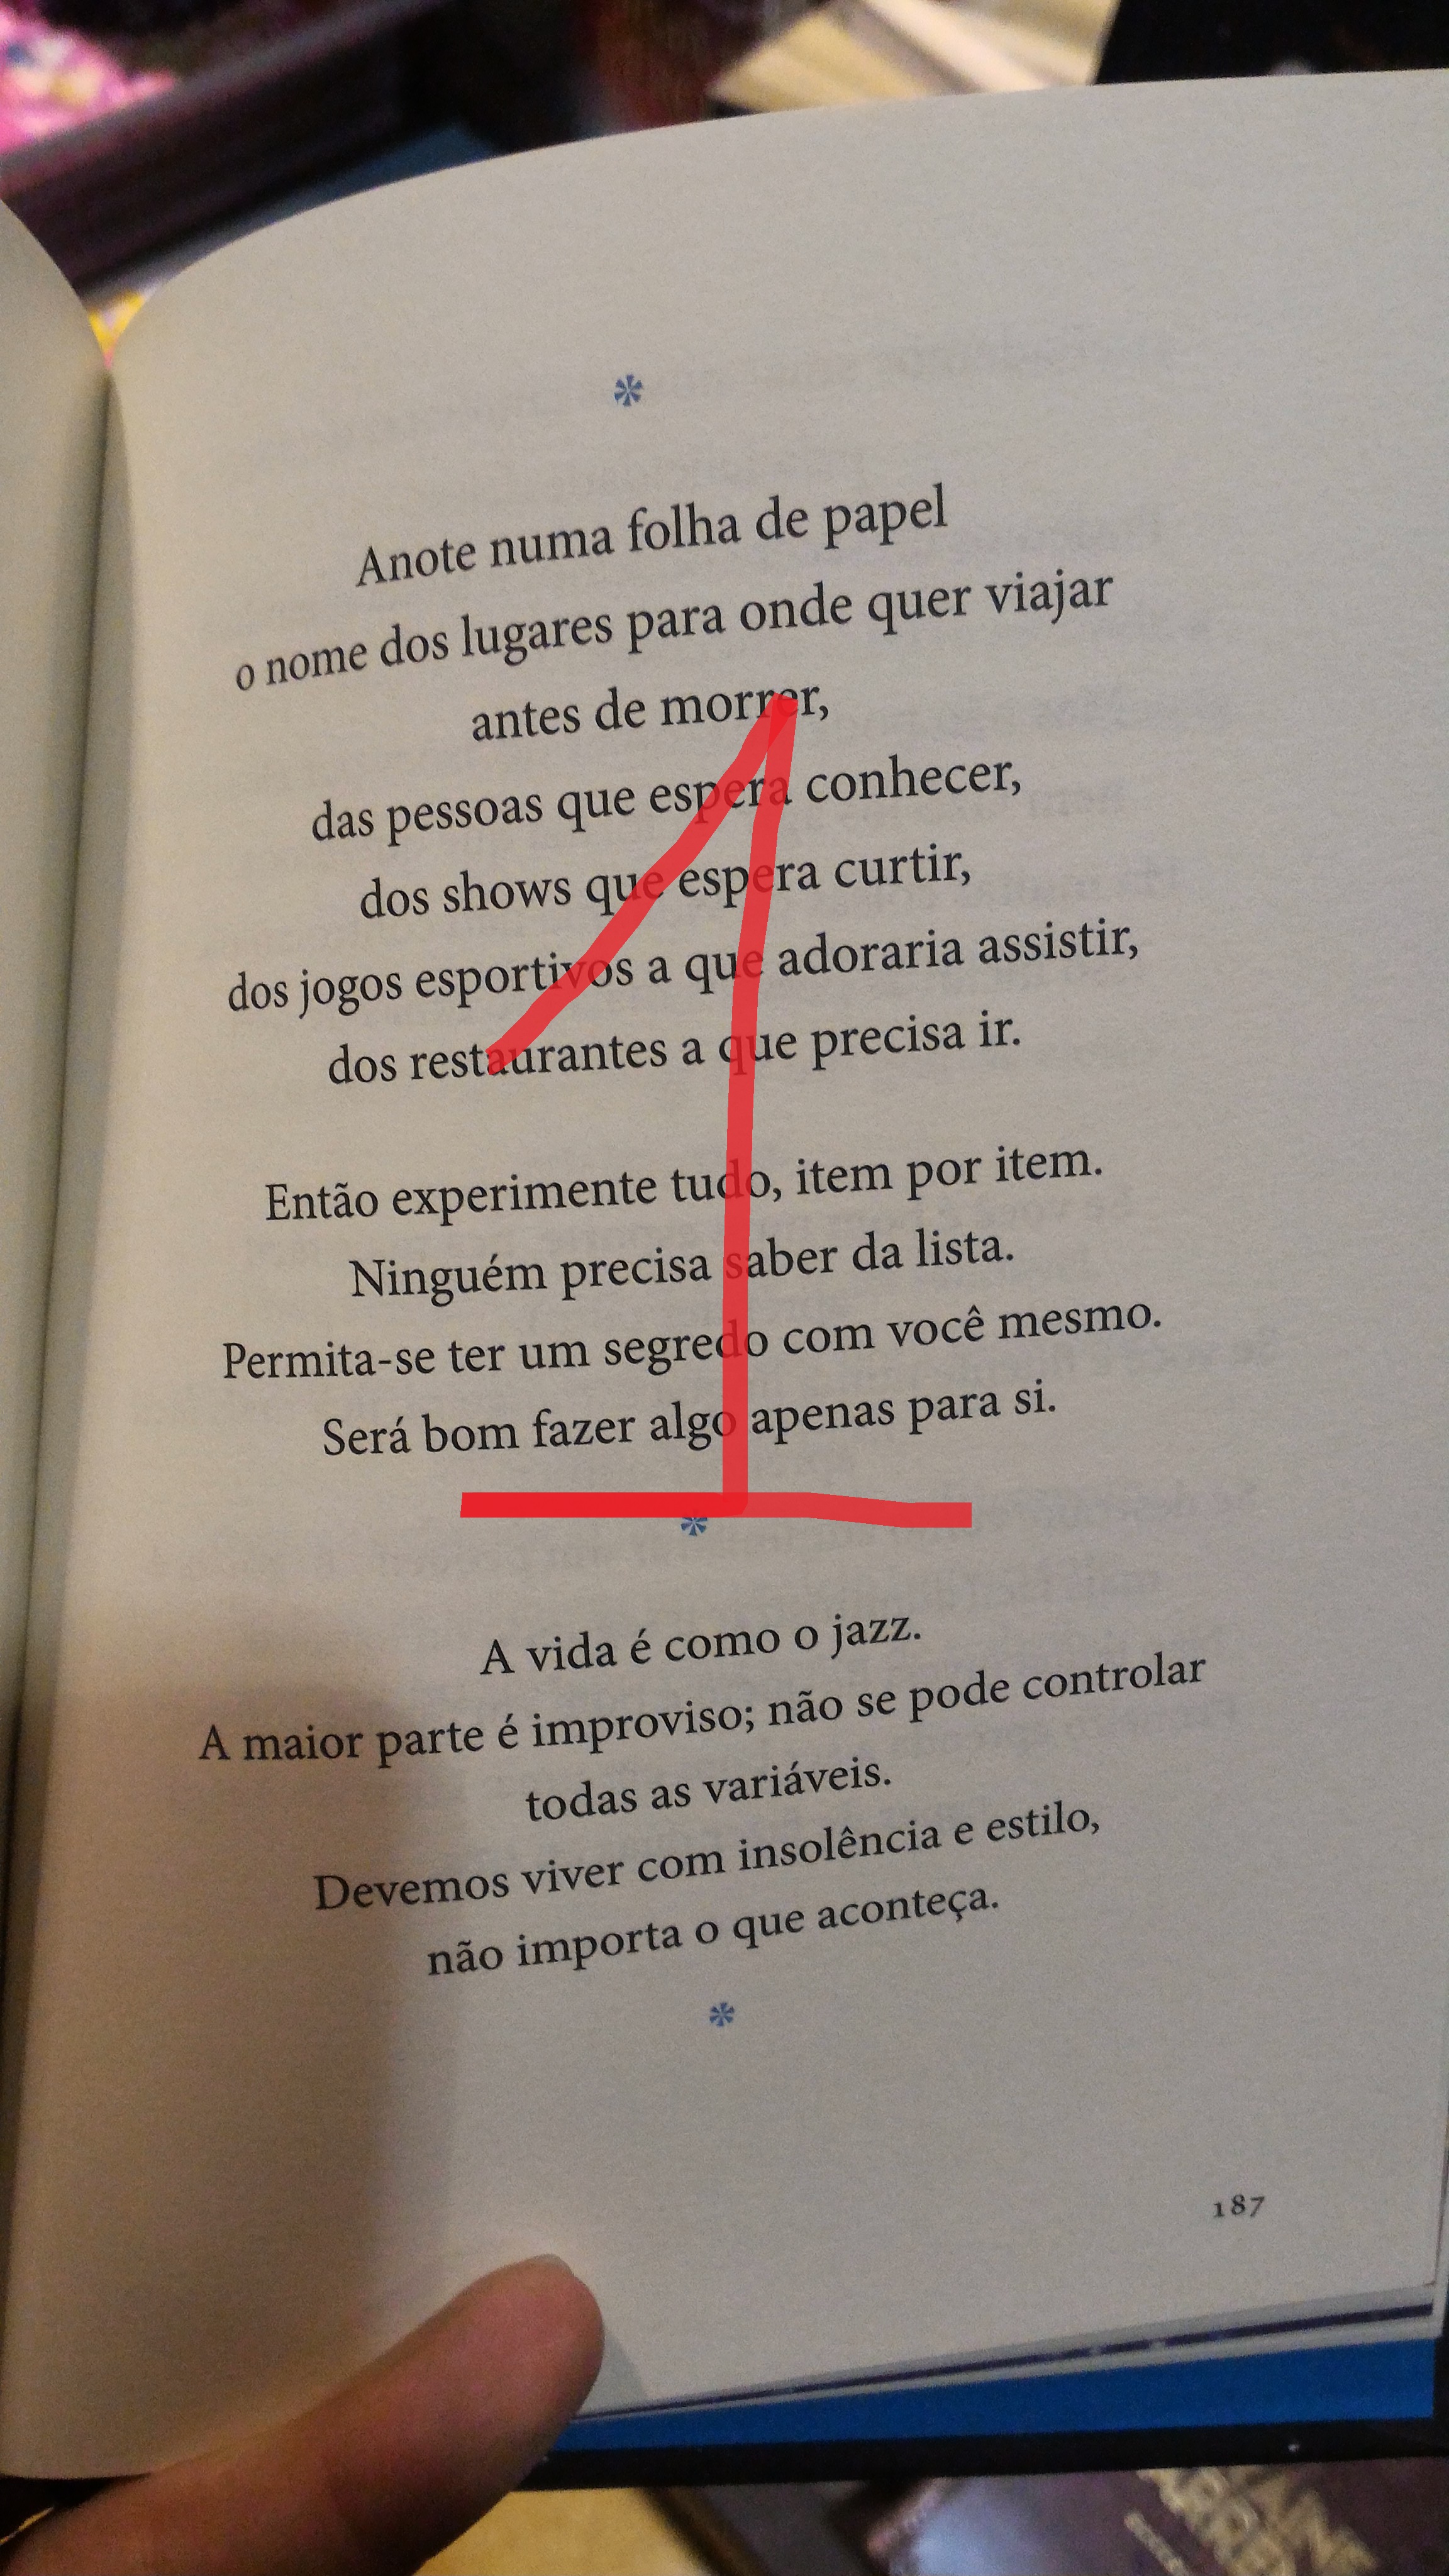 *
Anote numa folha de papel
o nome dos lugares para onde quer viajar
antes de morrer,
das pessoas que espera conhecer,
dos shows que espera curtir,
dos jogos esportivos a que adoraria assistir,
dos restaurantes a que precisa ir.
Então experimente tudo, item por item.
Ninguém precisa saber da lista.
Permita-se ter um segredo com você mesmo.
Será bom fazer algo apenas para si.
1
*
A vida é como o jazz.
A maior parte é improviso; não se pode controlar
todas as variáveis.
Devemos viver com insolência e estilo,
não importa o que aconteça.
*
187